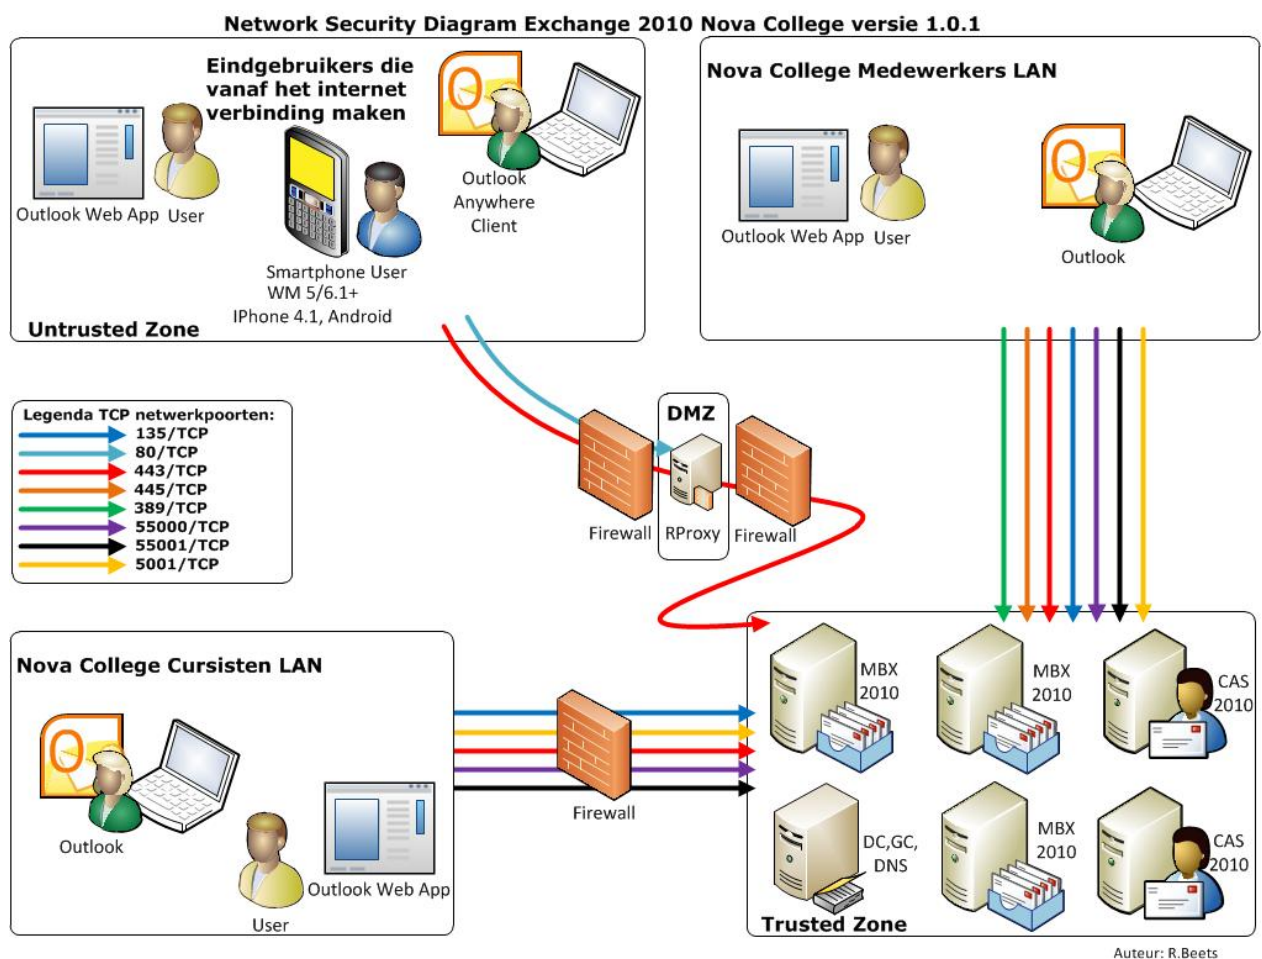 Network Security Diagram Exchange 2010 Nova College versie 1.0.1
Eindgebruikers die
vanaf het internet
verbinding maken
Outlook Web App
User
Smartphone User
WM 5/6.1+
IPhone 4.1, Android
Outlook
Anywhere
Client
Untrusted Zone
Nova College Medewerkers LAN
Outlook Web App
User
Outlook
Legenda TCP netwerkpoorten:
135/TCP
80/TCP
443/TCP
445/TCP
389/TCP
55000/TCP
55001/TCP
5001/TCP
DMZ
Firewall
RProxy
Firewall
Nova College Cursisten LAN
Outlook
User
Outlook Web App
Firewall
MBX
2010
MBX
2010
CAS
2010
DC,GC,
DNS
MBX
2010
CAS
2010
Trusted Zone
Auteur: R.Beets